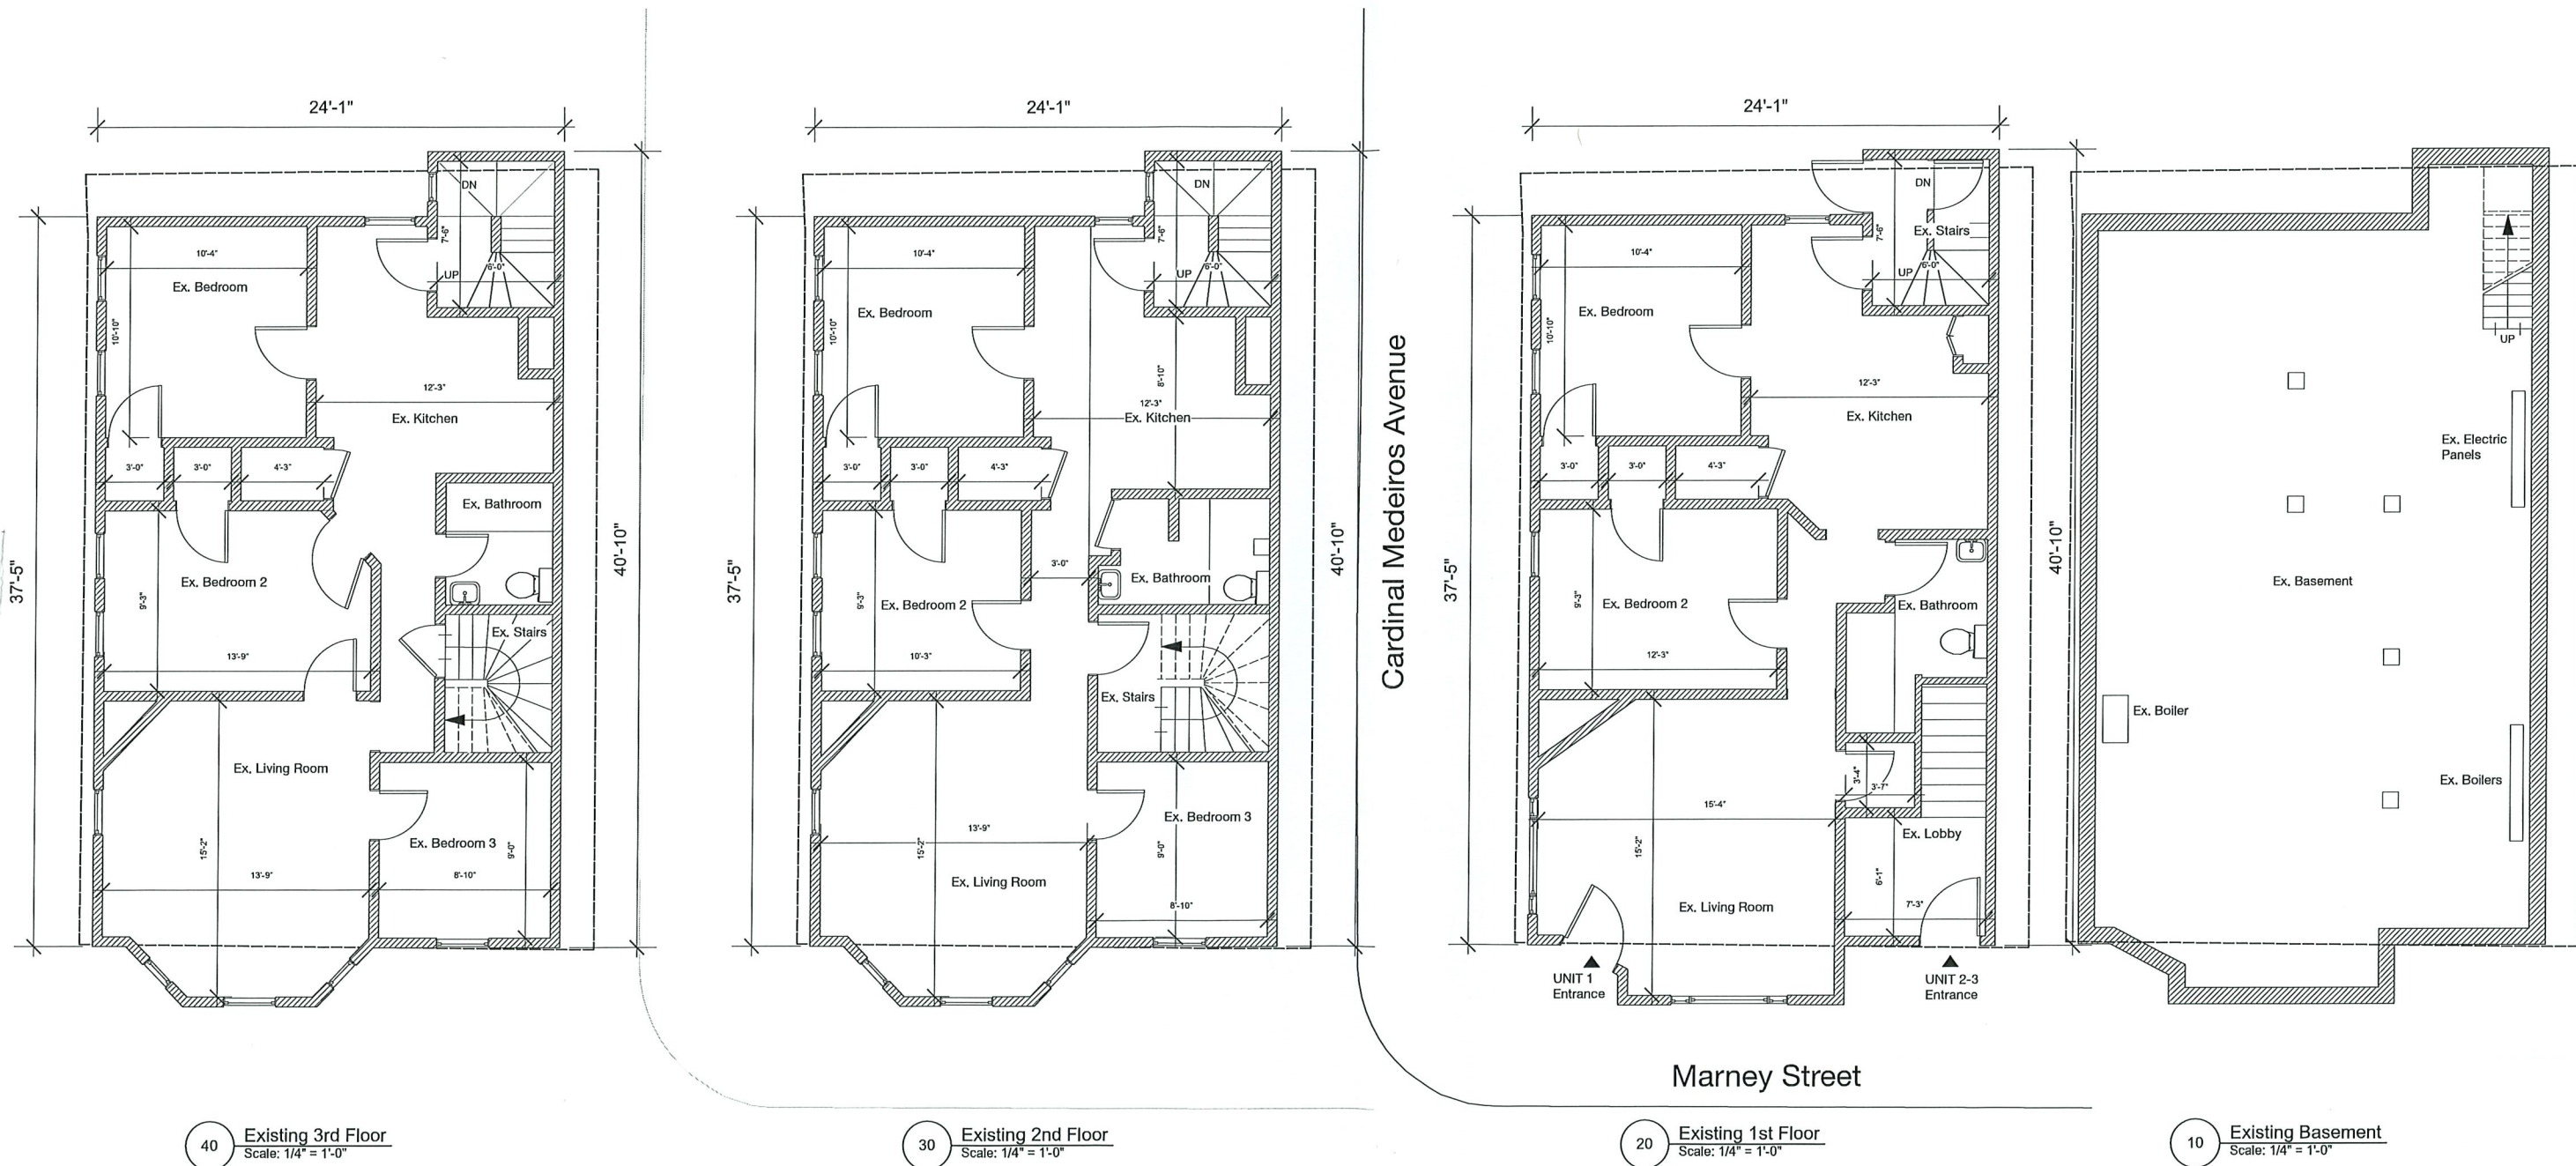 24'-1"
DN
7'-6"
UP
6'-0"
10'-4"
Ex. Bedroom
10'-10"
12'-3"
Ex. Kitchen
3'-0"
3'-0"
4'-3"
Ex. Bathroom
Ex. Bedroom 2
9'-3"
13'-9"
Ex. Stairs
37'-5"
40'-10"
Ex. Living Room
15'-2"
13'-9"
Ex. Bedroom 3
9'-0"
8'-10"
40
Existing 3rd Floor
Scale: 1/4" = 1'-0"
24'-1"
DN
7'-6"
UP
6'-0"
10'-4"
Ex. Bedroom
10'-10"
8'-10"
12'-3"
Ex. Kitchen
3'-0"
3'-0"
4'-3"
3'-0"
Ex. Bathroom
Ex. Bedroom 2
9'-3"
10'-3"
Ex. Stairs
37'-5"
40'-10"
13'-9"
15'-2"
Ex. Living Room
Ex. Bedroom 3
9'-0"
8'-10"
30
Existing 2nd Floor
Scale: 1/4" = 1'-0"
Cardinal Medeiros Avenue
24'-1"
DN
Ex. Stairs
7'-6"
UP
6'-0"
10'-4"
Ex. Bedroom
10'-10"
12'-3"
Ex. Kitchen
3'-0"
3'-0"
4'-3"
Ex. Bathroom
Ex. Bedroom 2
9'-3"
12'-3"
37'-5"
40'-10"
3'-4"
3'-7"
15'-4"
15'-2"
Ex. Lobby
6'-1"
7'-3"
Ex. Living Room
UNIT 1
Entrance
UNIT 2-3
Entrance
Marney Street
20
Existing 1st Floor
Scale: 1/4" = 1'-0"
UP
Ex. Electric
Panels
Ex. Basement
Ex. Boiler
Ex. Boilers
10
Existing Basement
Scale: 1/4" = 1'-0"